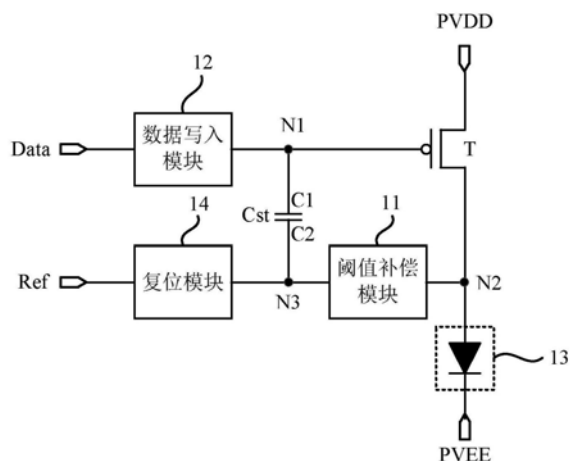 PVDD
12
数据写入
模块
Data
N1
T
14
Cst
C1
C2
11
Ref
复位模块
N3
阈值补偿
模块
N2
13
PVEE